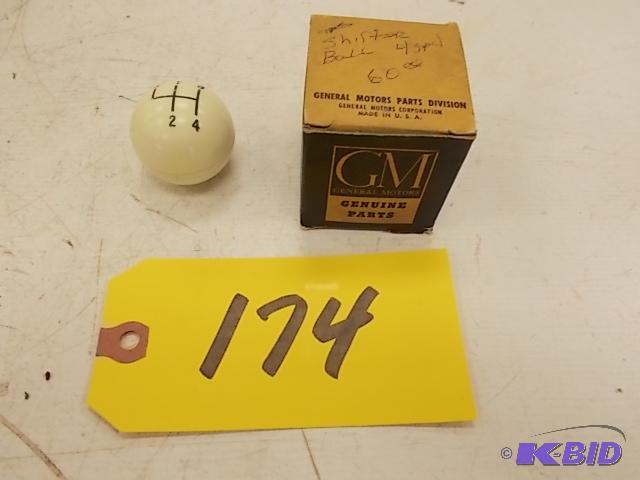 2 4
Shifter
Ball 4 spd
60 00
GENERAL MOTORS PARTS DIVISION
GENERAL MOTORS CORPORATION
MADE IN U.S.A.
GM
GENERAL MOTORS
GENUINE
PARTS
174
© K-BID